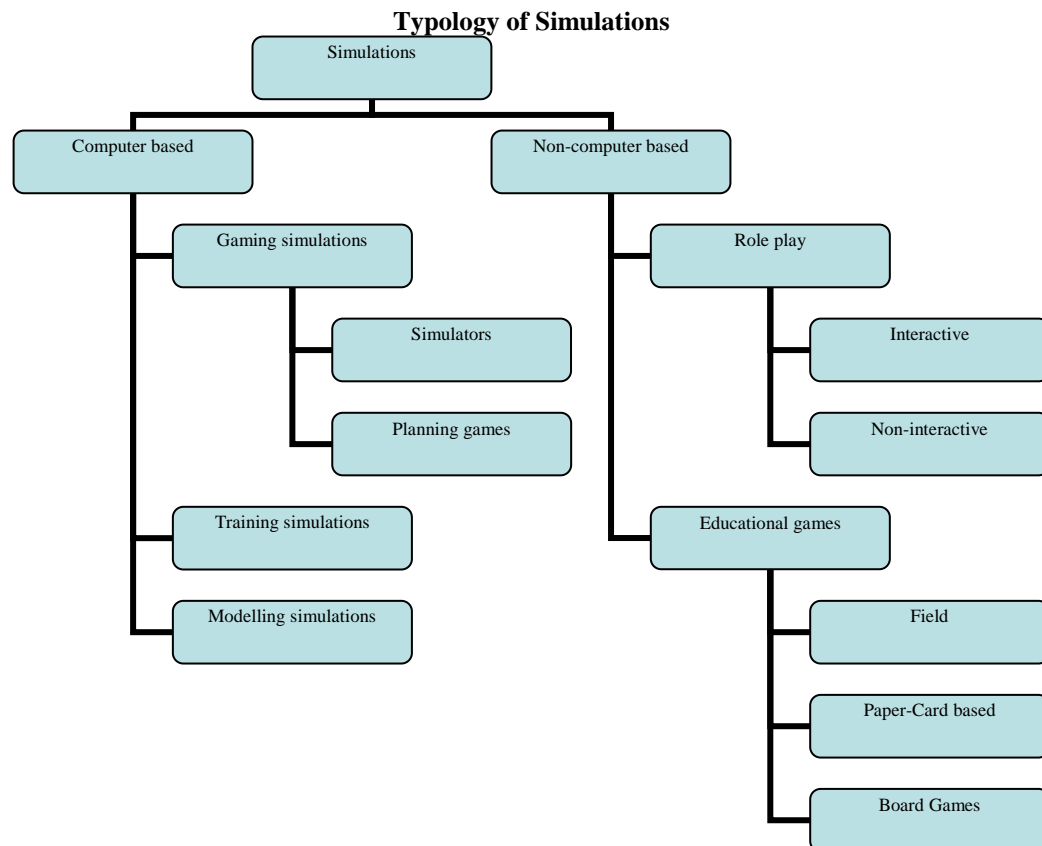 Typology of Simulations
Simulations
Computer based
Non-computer based
Gaming simulations
Role play
Simulators
Interactive
Planning games
Non-interactive
Training simulations
Educational games
Modelling simulations
Field
Paper-Card based
Board Games